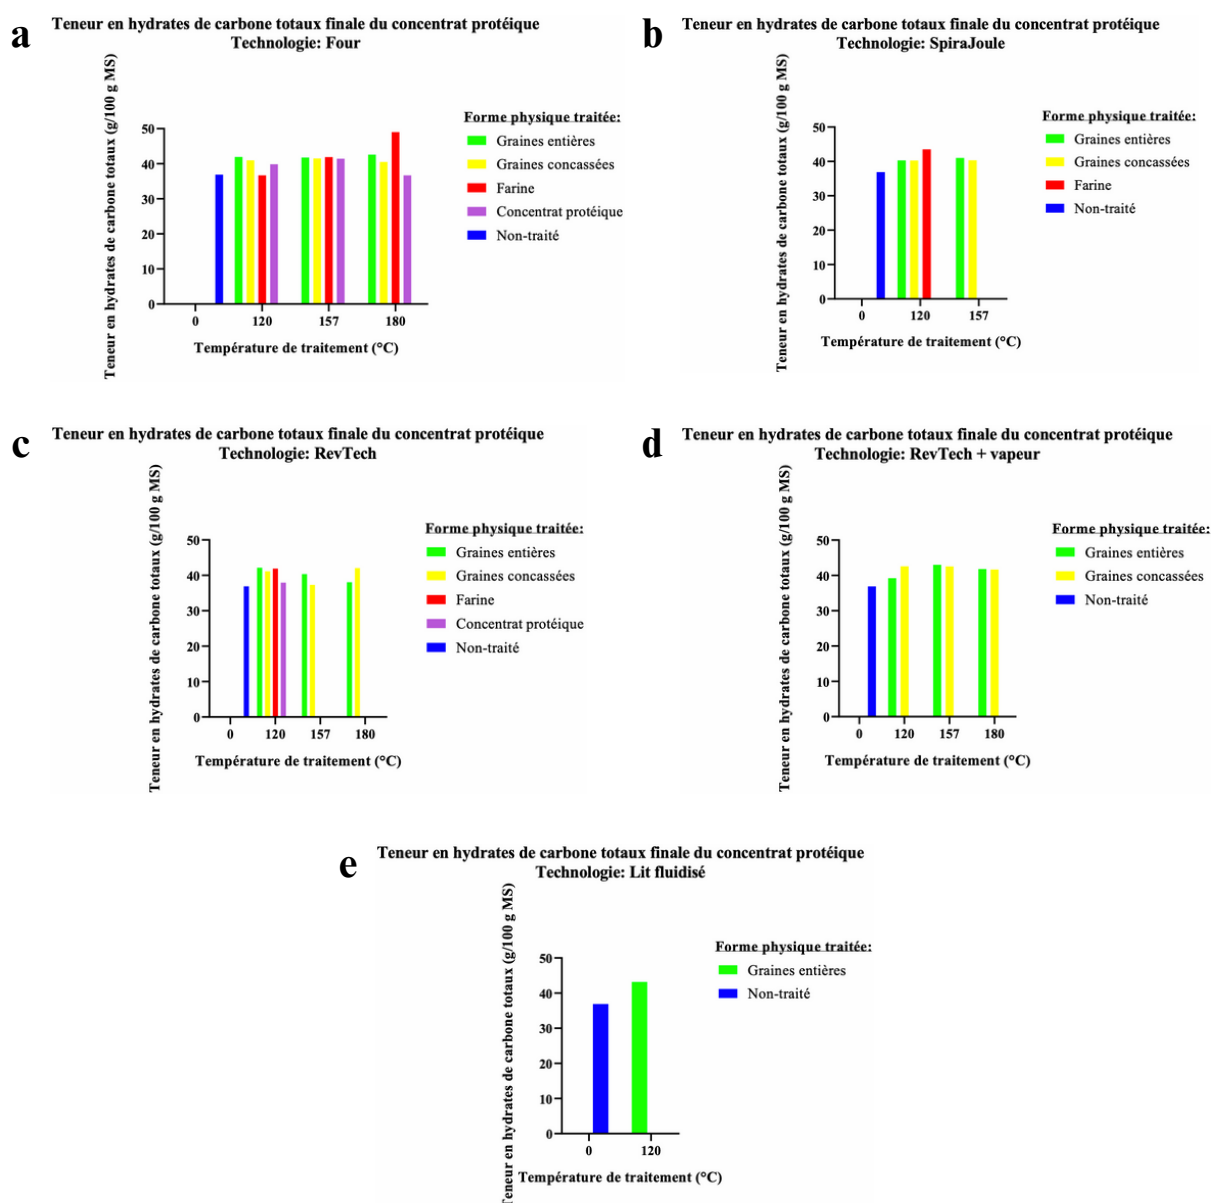 a
Teneur en hydrates de carbone totaux finale du concentrat protéique
Technologie: Four
Teneur en hydrates de carbone totaux (g/100 g MS)
50
40
30
20
10
0
0 120 157 180
Température de traitement (°C)
Forme physique traitée:
Graines entières
Graines concassées
Farine
Concentrat protéique
Non-traité
b
Teneur en hydrates de carbone totaux finale du concentrat protéique
Technologie: SpiraJoule
Teneur en hydrates de carbone totaux (g/100 g MS)
50
40
30
20
10
0
0 120 157
Température de traitement (°C)
Forme physique traitée:
Graines entières
Graines concassées
Farine
Non-traité
c
Teneur en hydrates de carbone totaux finale du concentrat protéique
Technologie: RevTech
Teneur en hydrates de carbone totaux (g/100 g MS)
50
40
30
20
10
0
0 120 157 180
Température de traitement (°C)
Forme physique traitée:
Graines entières
Graines concassées
Farine
Concentrat protéique
Non-traité
d
Teneur en hydrates de carbone totaux finale du concentrat protéique
Technologie: RevTech + vapeur
Teneur en hydrates de carbone totaux (g/100 g MS)
50
40
30
20
10
0
0 120 157 180
Température de traitement (°C)
Forme physique traitée:
Graines entières
Graines concassées
Non-traité
e
Teneur en hydrates de carbone totaux finale du concentrat protéique
Technologie: Lit fluidisé
Teneur en hydrates de carbone totaux (g/100 g MS)
50
40
30
20
10
0
0 120
Température de traitement (°C)
Forme physique traitée:
Graines entières
Non-traité